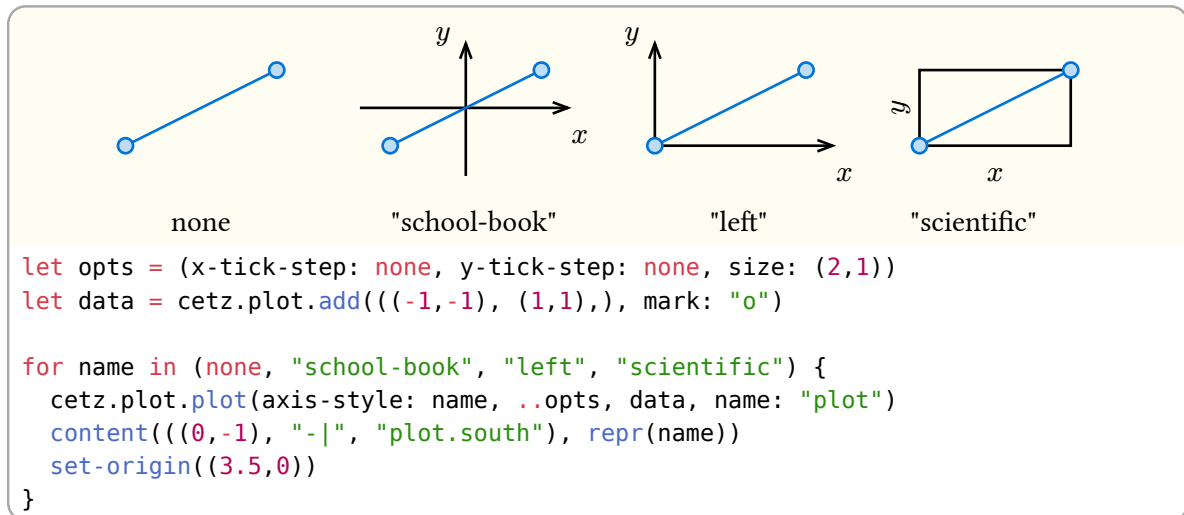 y y y
x x x
none "school-book" "left" "scientific"
let opts = (x-tick-step: none, y-tick-step: none, size: (2,1))
let data = cetz.plot.add(((-1,-1), (1,1),), mark: "o")
for name in (none, "school-book", "left", "scientific") {
  cetz.plot.plot(axis-style: name, ..opts, data, name: "plot")
  content(((0,-1), "-|", "plot.south"), repr(name))
  set-origin((3.5,0))
}